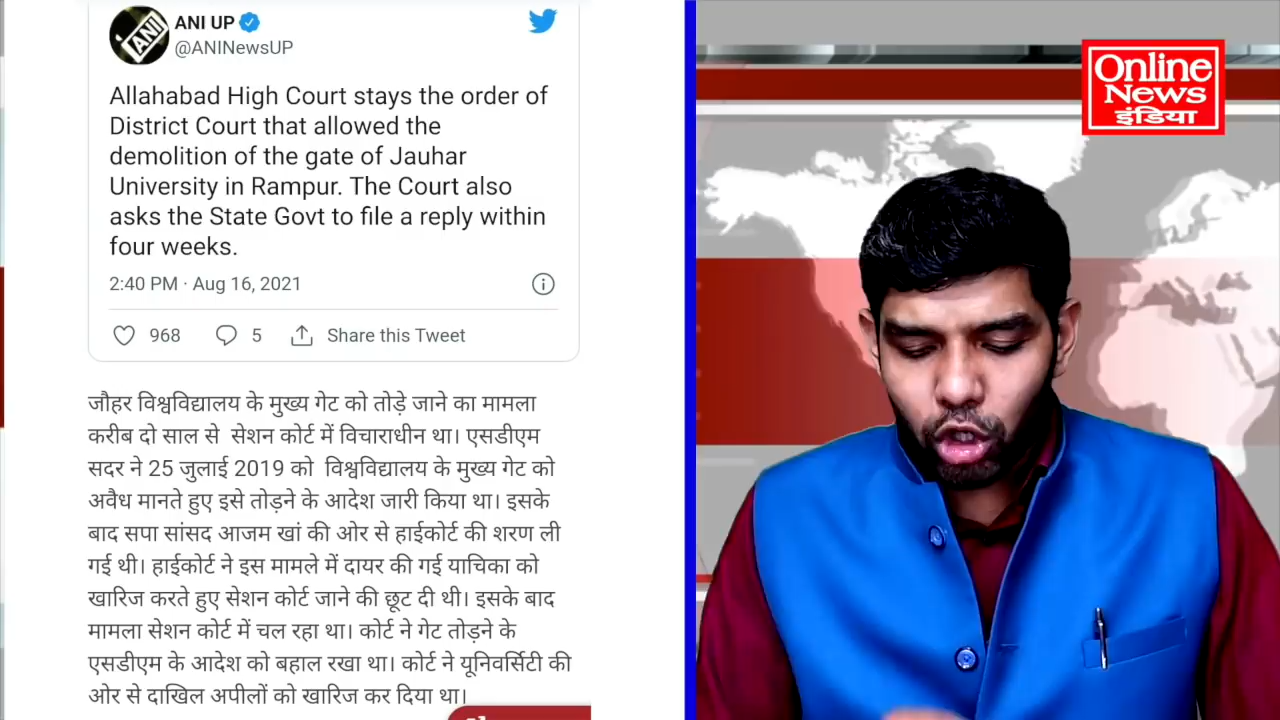 ANI
ANI UP
@ANINewsUP
Allahabad High Court stays the order of
District Court that allowed the
demolition of the gate of Jauhar
University in Rampur. The Court also
asks the State Govt to file a reply within
four weeks.
2:40 PM · Aug 16, 2021
968 5 Share this Tweet
जौहर विश्वविद्यालय के मुख्य गेट को तोड़े जाने का मामला
करीब दो साल से सेशन कोर्ट में विचाराधीन था। एसडीएम
सदर ने 25 जुलाई 2019 को विश्वविद्यालय के मुख्य गेट को
अवैध मानते हुए इसे तोड़ने के आदेश जारी किया था। इसके
बाद सपा सांसद आजम खां की ओर से हाईकोर्ट की शरण ली
गई थी। हाईकोर्ट ने इस मामले में दायर की गई याचिका को
खारिज करते हुए सेशन कोर्ट जाने की छूट दी थी। इसके बाद
मामला सेशन कोर्ट में चल रहा था। कोर्ट ने गेट तोड़ने के
एसडीएम के आदेश को बहाल रखा था। कोर्ट ने यूनिवर्सिटी की
ओर से दाखिल अपीलों को खारिज कर दिया था।
Online
News
इंडिया